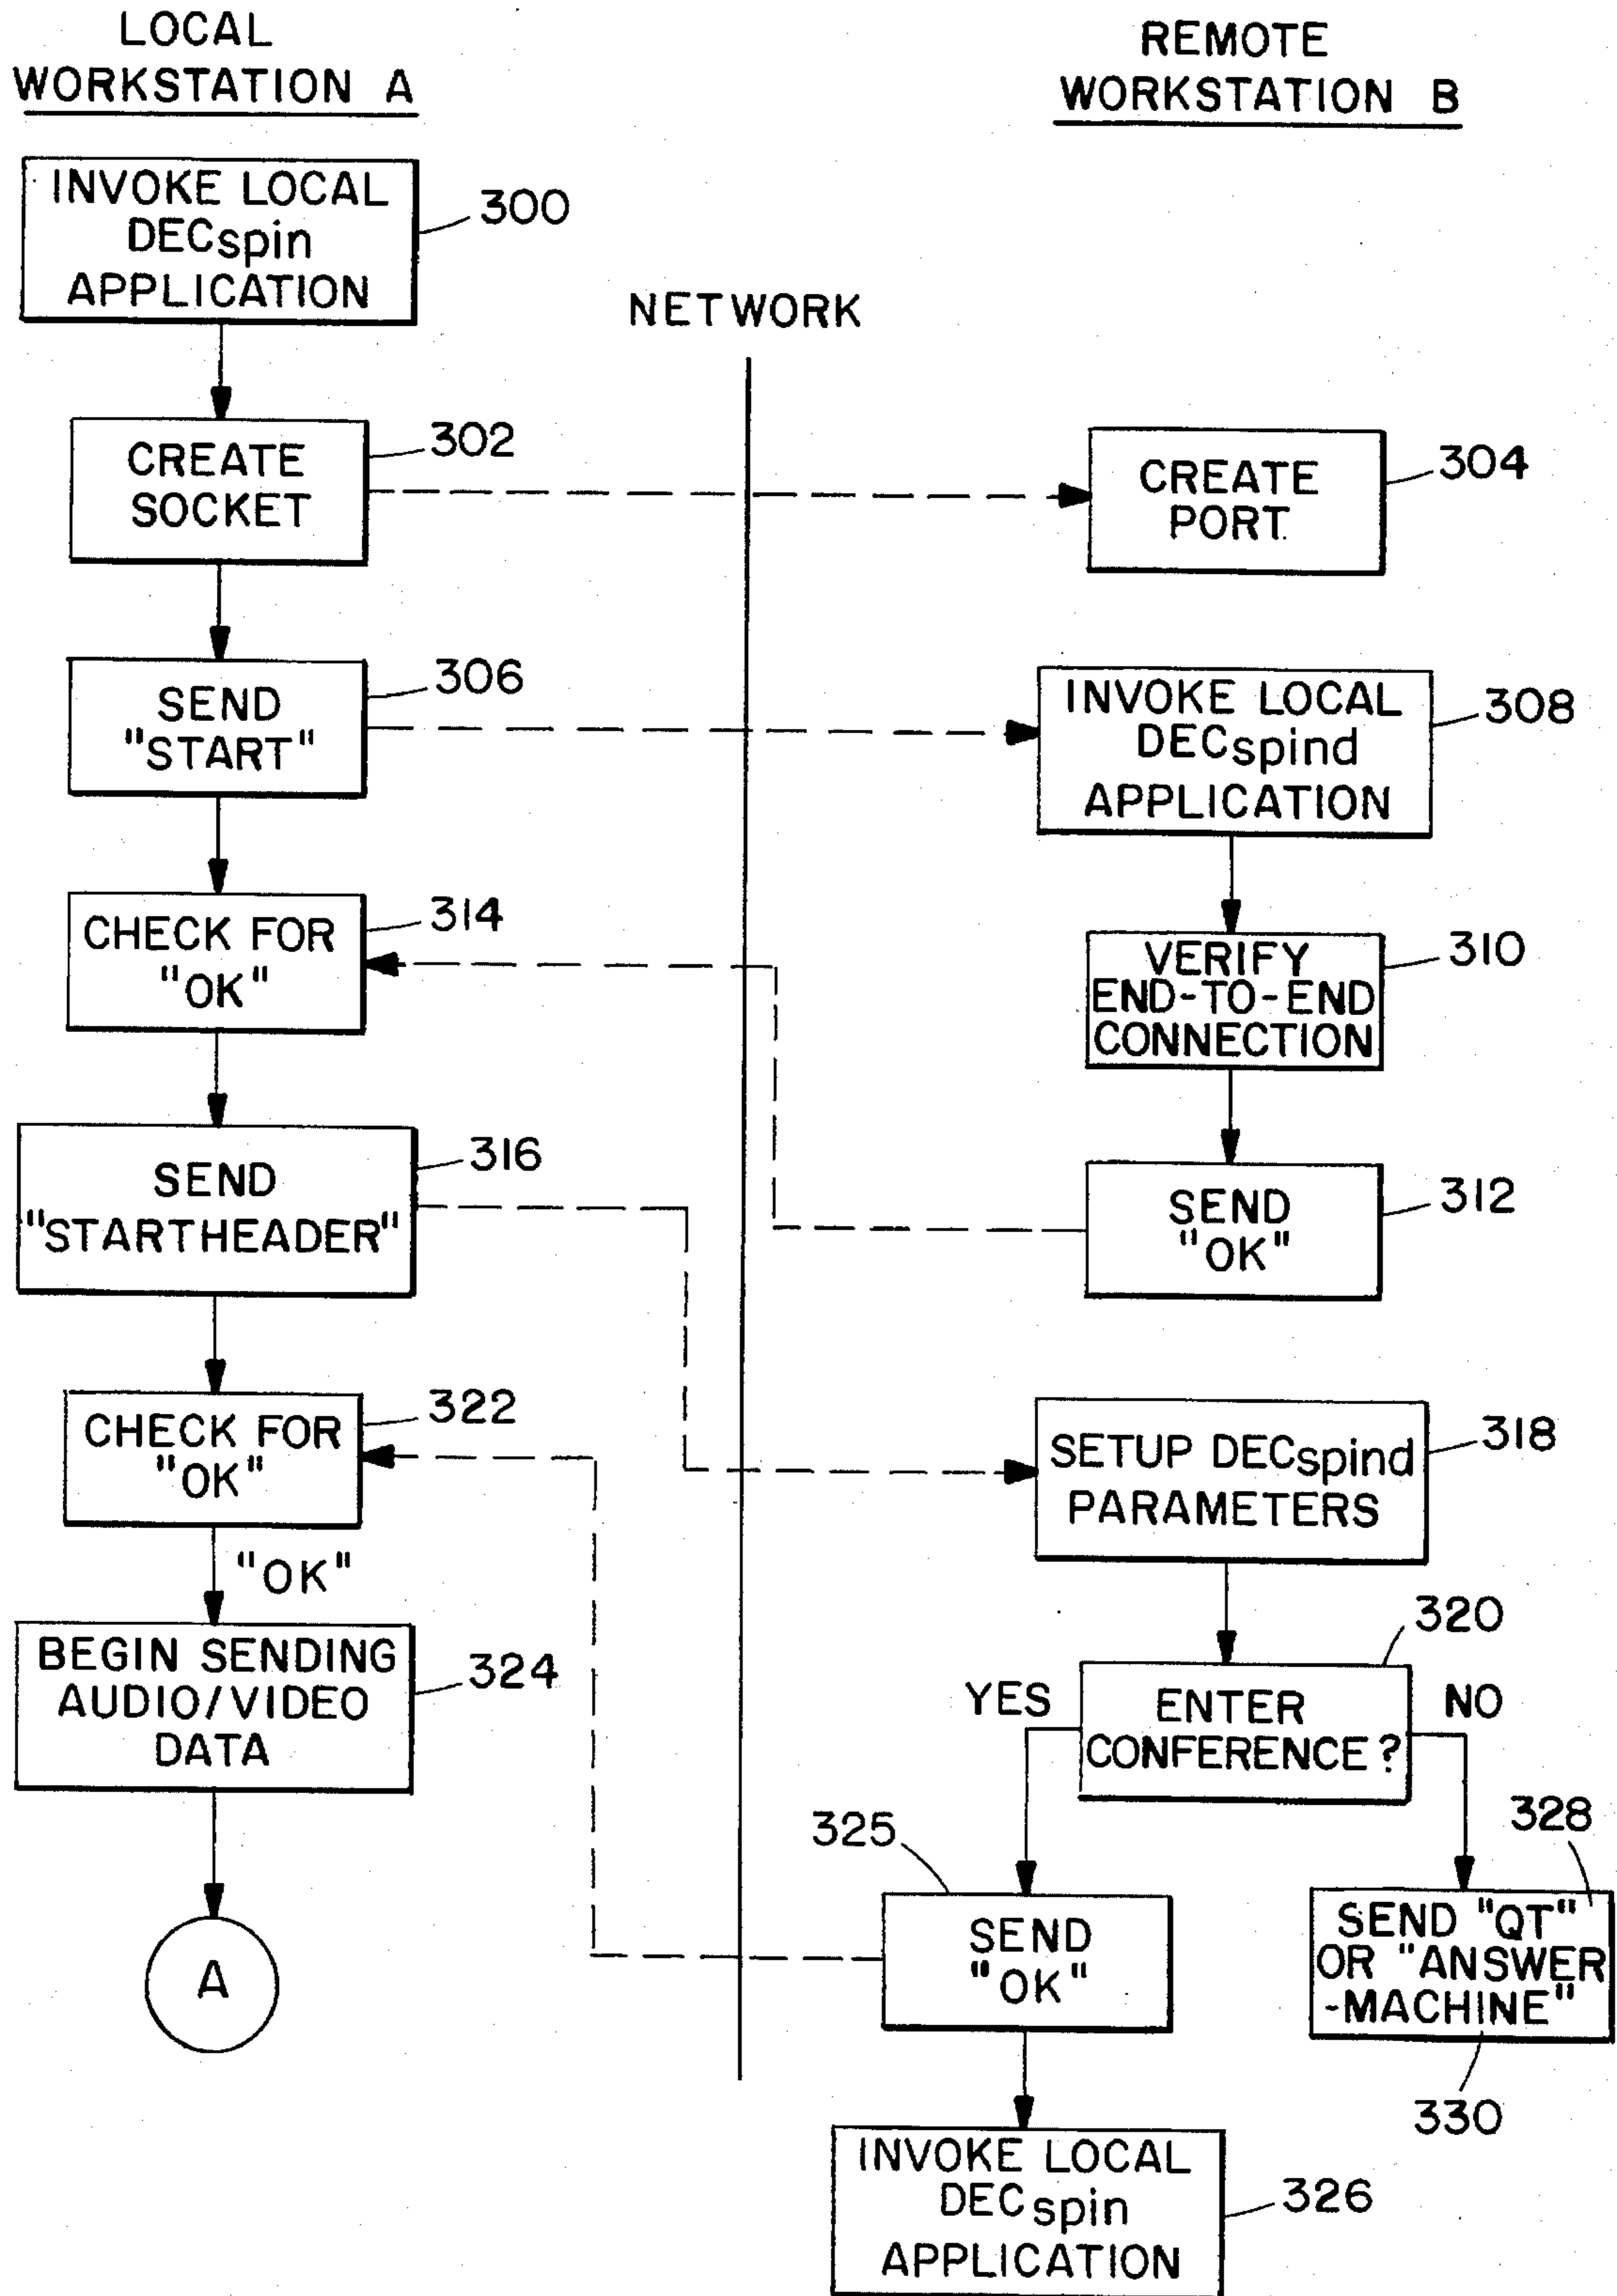 LOCAL
WORKSTATION A
REMOTE
WORKSTATION B
INVOKE LOCAL
DECspin
APPLICATION
300
NETWORK
CREATE
SOCKET
302
CREATE
PORT
304
SEND
"START"
306
INVOKE LOCAL
DECspind
APPLICATION
308
CHECK FOR
"OK"
314
VERIFY
END-TO-END
CONNECTION
310
SEND
"STARTHEADER"
316
SEND
"OK"
312
CHECK FOR
"OK"
322
SETUP DECspind
PARAMETERS
318
"OK"
BEGIN SENDING
AUDIO/VIDEO
DATA
324
320
YES
ENTER
CONFERENCE?
NO
325
328
SEND
"OK"
SEND "QT"
OR "ANSWER
-MACHINE"
330
A
INVOKE LOCAL
DECspin
APPLICATION
326